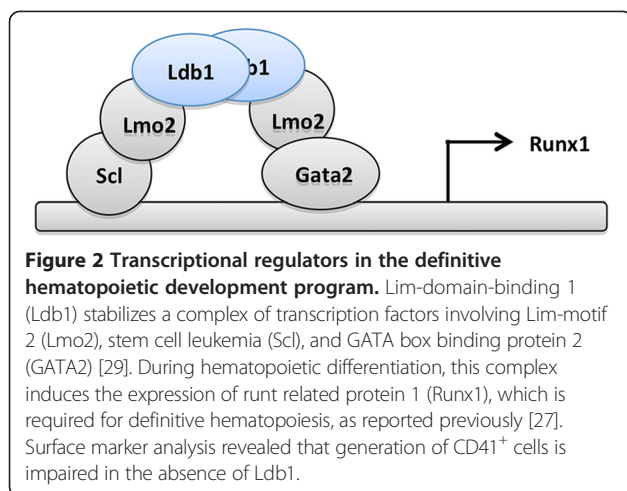 Ldb1 b1
Lmo2 Lmo2
Scl Gata2 Runx1
Figure 2 Transcriptional regulators in the definitive
hematopoietic development program. Lim-domain-binding 1
(Ldb1) stabilizes a complex of transcription factors involving Lim-motif
2 (Lmo2), stem cell leukemia (Scl), and GATA box binding protein 2
(GATA2) [29]. During hematopoietic differentiation, this complex
induces the expression of runt related protein 1 (Runx1), which is
required for definitive hematopoiesis, as reported previously [27].
Surface marker analysis revealed that generation of CD41⁺ cells is
impaired in the absence of Ldb1.